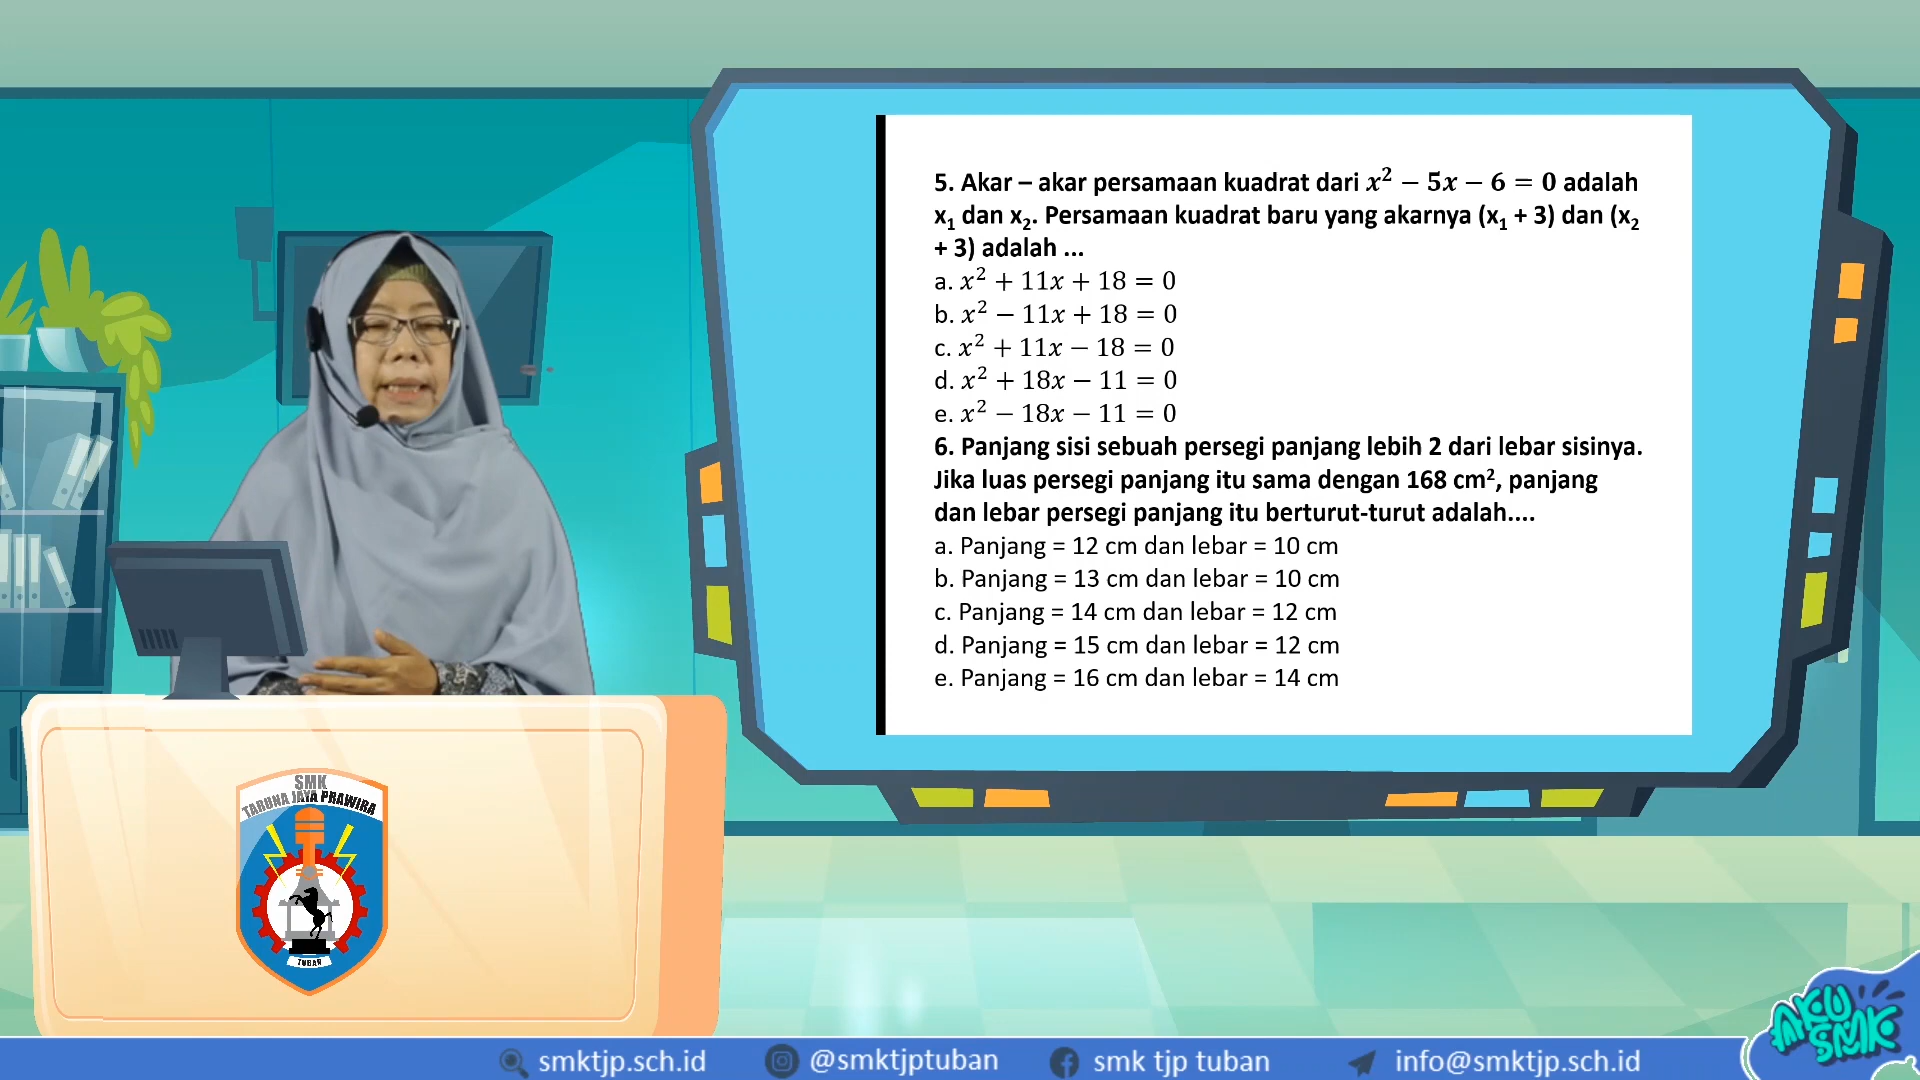 5. Akar – akar persamaan kuadrat dari x² − 5x − 6 = 0 adalah
x₁ dan x₂. Persamaan kuadrat baru yang akarnya (x₁ + 3) dan (x₂
+ 3) adalah ...
a. x² + 11x + 18 = 0
b. x² − 11x + 18 = 0
c. x² + 11x − 18 = 0
d. x² + 18x − 11 = 0
e. x² − 18x − 11 = 0
6. Panjang sisi sebuah persegi panjang lebih 2 dari lebar sisinya.
Jika luas persegi panjang itu sama dengan 168 cm², panjang
dan lebar persegi panjang itu berturut-turut adalah....
a. Panjang = 12 cm dan lebar = 10 cm
b. Panjang = 13 cm dan lebar = 10 cm
c. Panjang = 14 cm dan lebar = 12 cm
d. Panjang = 15 cm dan lebar = 12 cm
e. Panjang = 16 cm dan lebar = 14 cm
SMK
TARUNA JAYA PRAWIRA
TUBAN
smktjp.sch.id @smktjptuban smk tjp tuban info@smktjp.sch.id
AKU
SMK